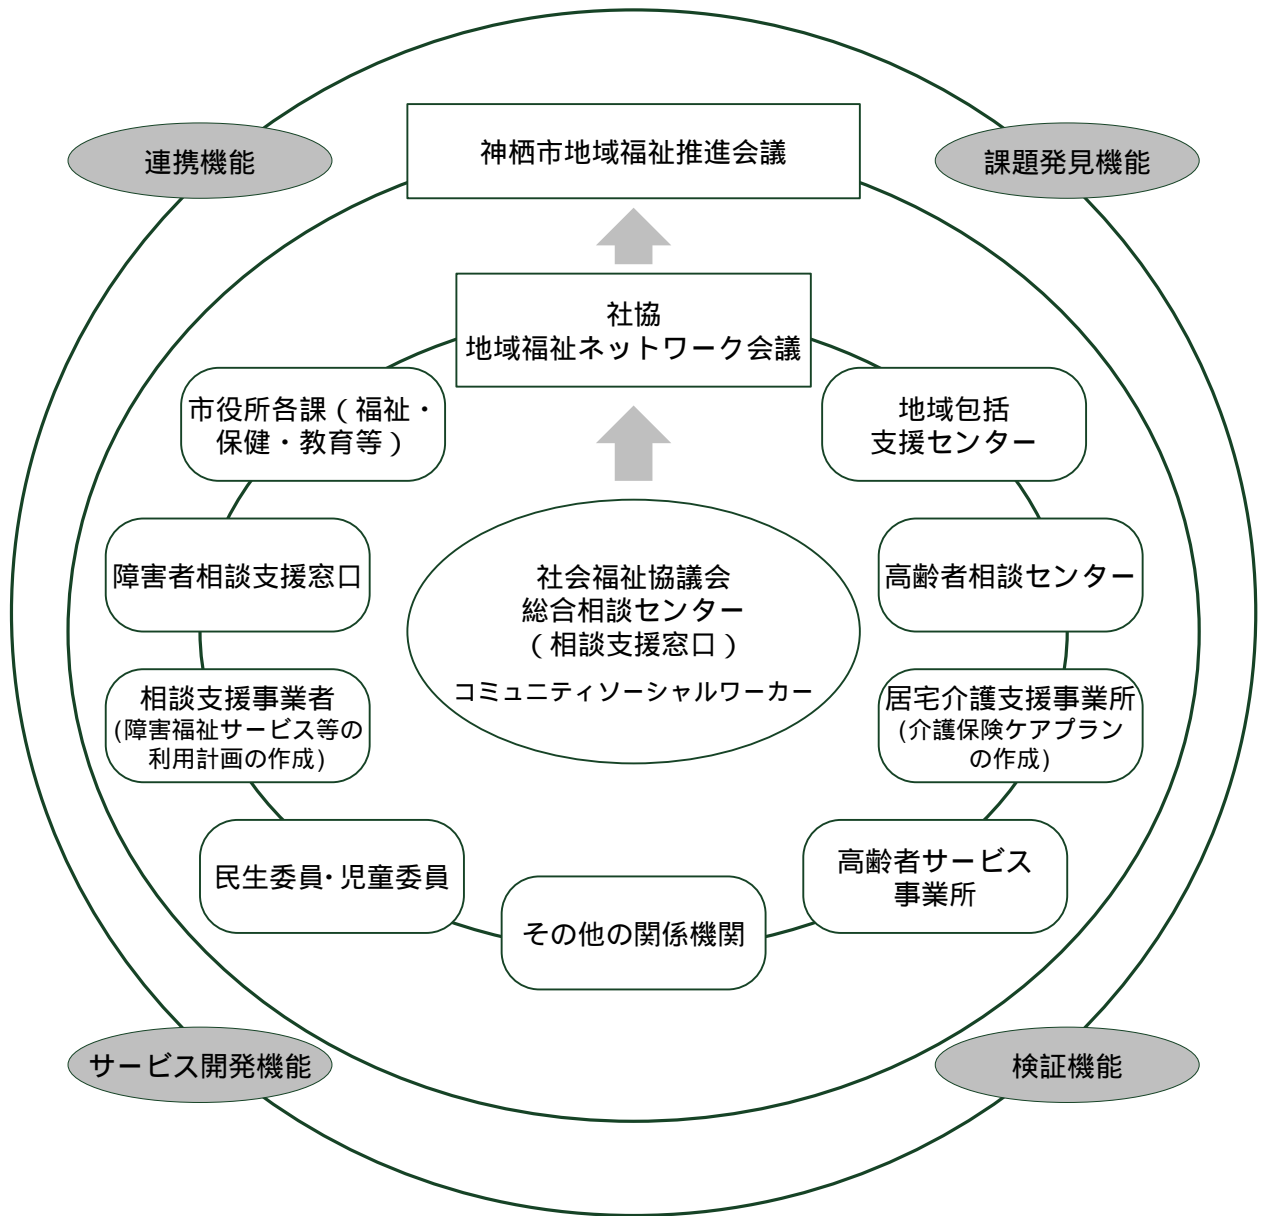 連携機能
神栖市地域福祉推進会議
課題発見機能
社協
地域福祉ネットワーク会議
市役所各課（福祉・
保健・教育等）
地域包括
支援センター
障害者相談支援窓口
社会福祉協議会
総合相談センター
（相談支援窓口）
コミュニティソーシャルワーカー
高齢者相談センター
相談支援事業者
(障害福祉サービス等の
利用計画の作成)
居宅介護支援事業所
(介護保険ケアプラン
の作成)
民生委員・児童委員
その他の関係機関
高齢者サービス
事業所
サービス開発機能
検証機能